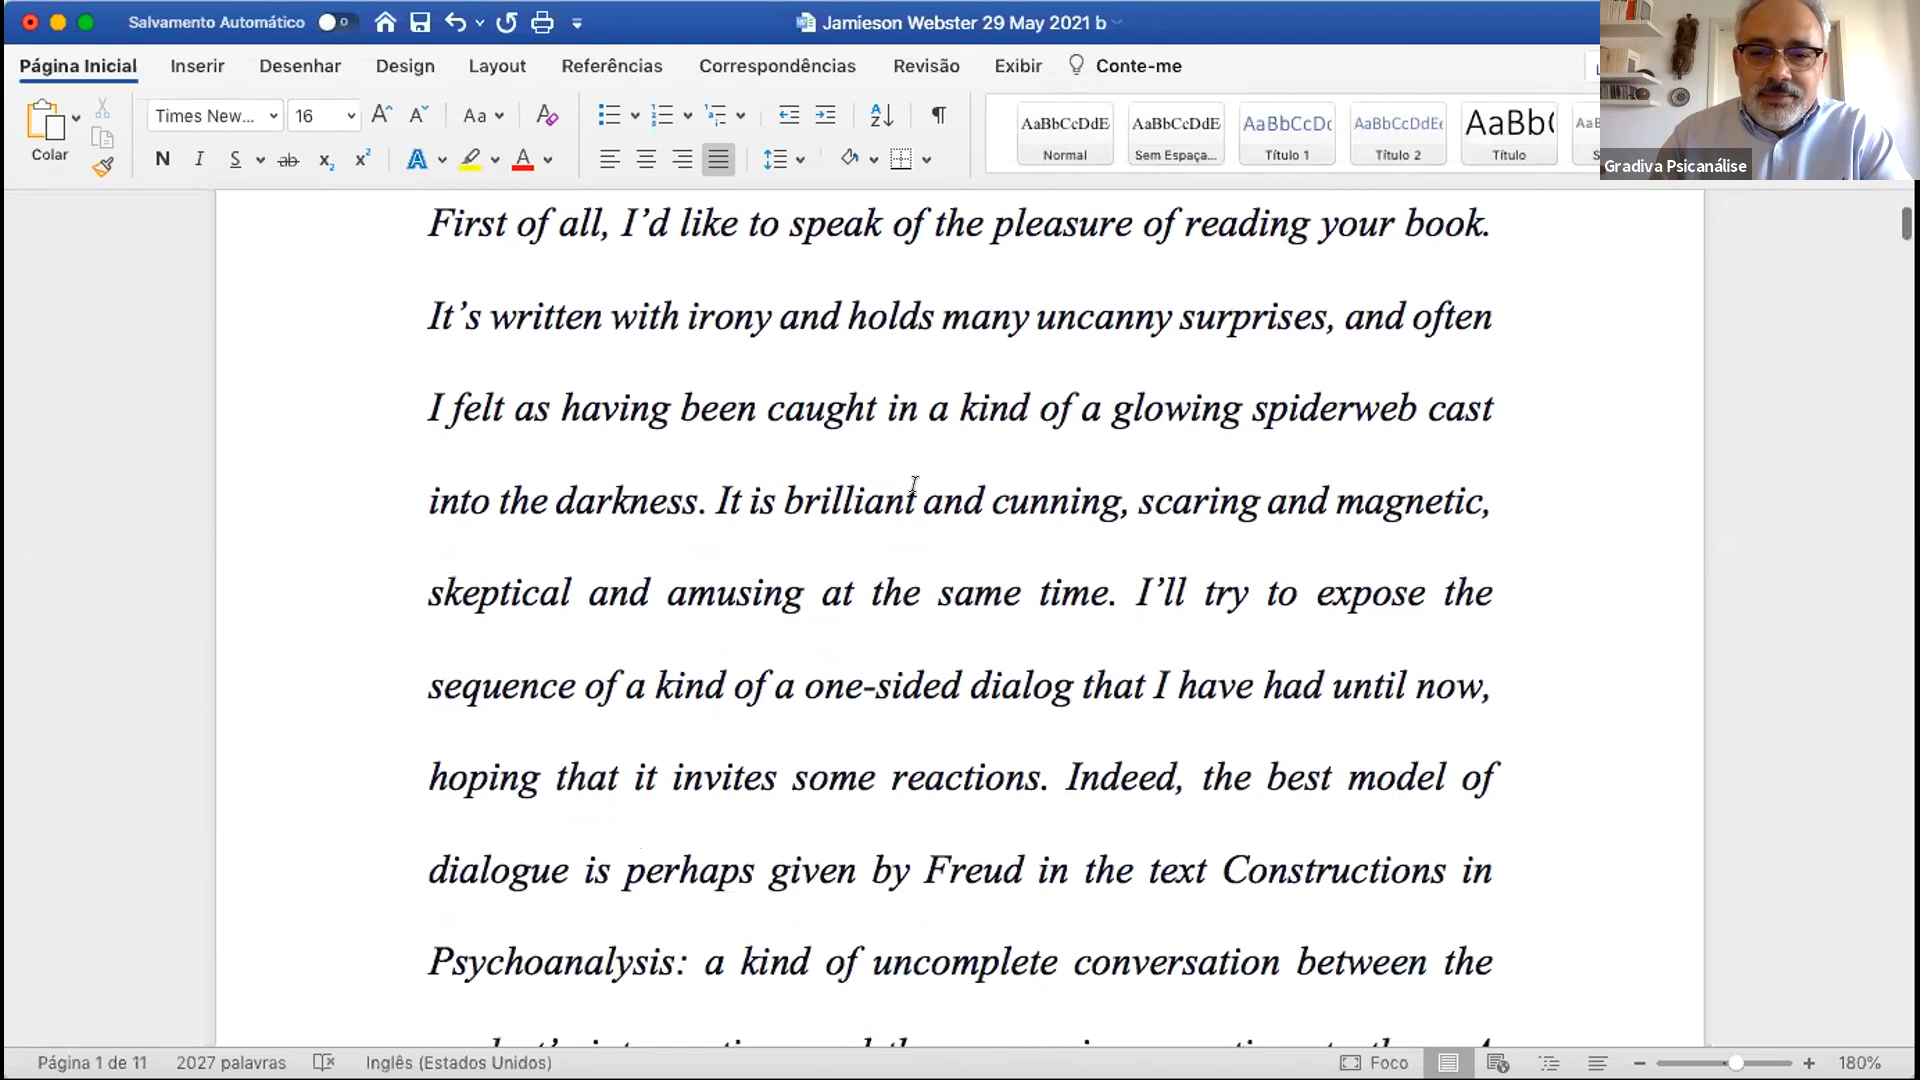 Salvamento Automático
Jamieson Webster 29 May 2021 b
Página Inicial Inserir Desenhar Design Layout Referências Correspondências Revisão Exibir Conte-me
Times New... 16 Aa
Colar
N I S ab x2 x2 A A
AaBbCcDdE AaBbCcDdE AaBbCcDc AaBbCcDdEe AaBb(
Normal Sem Espaça... Título 1 Título 2 Título
Gradiva Psicanálise
First of all, I’d like to speak of the pleasure of reading your book.
It’s written with irony and holds many uncanny surprises, and often
I felt as having been caught in a kind of a glowing spiderweb cast
into the darkness. It is brilliant and cunning, scaring and magnetic,
skeptical and amusing at the same time. I’ll try to expose the
sequence of a kind of a one-sided dialog that I have had until now,
hoping that it invites some reactions. Indeed, the best model of
dialogue is perhaps given by Freud in the text Constructions in
Psychoanalysis: a kind of uncomplete conversation between the
Página 1 de 11 2027 palavras Inglês (Estados Unidos) Foco 180%